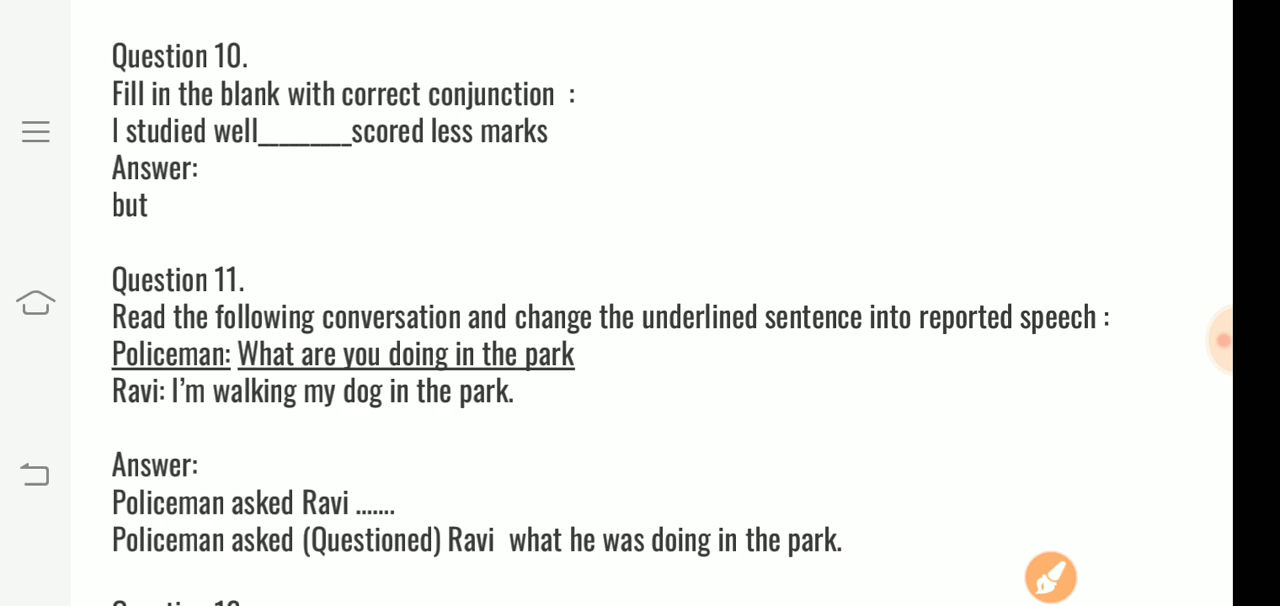 Question 10.
Fill in the blank with correct conjunction :
I studied well________scored less marks
Answer:
but
Question 11.
Read the following conversation and change the underlined sentence into reported speech :
Policeman: What are you doing in the park
Ravi: I'm walking my dog in the park.
Answer:
Policeman asked Ravi .......
Policeman asked (Questioned) Ravi what he was doing in the park.